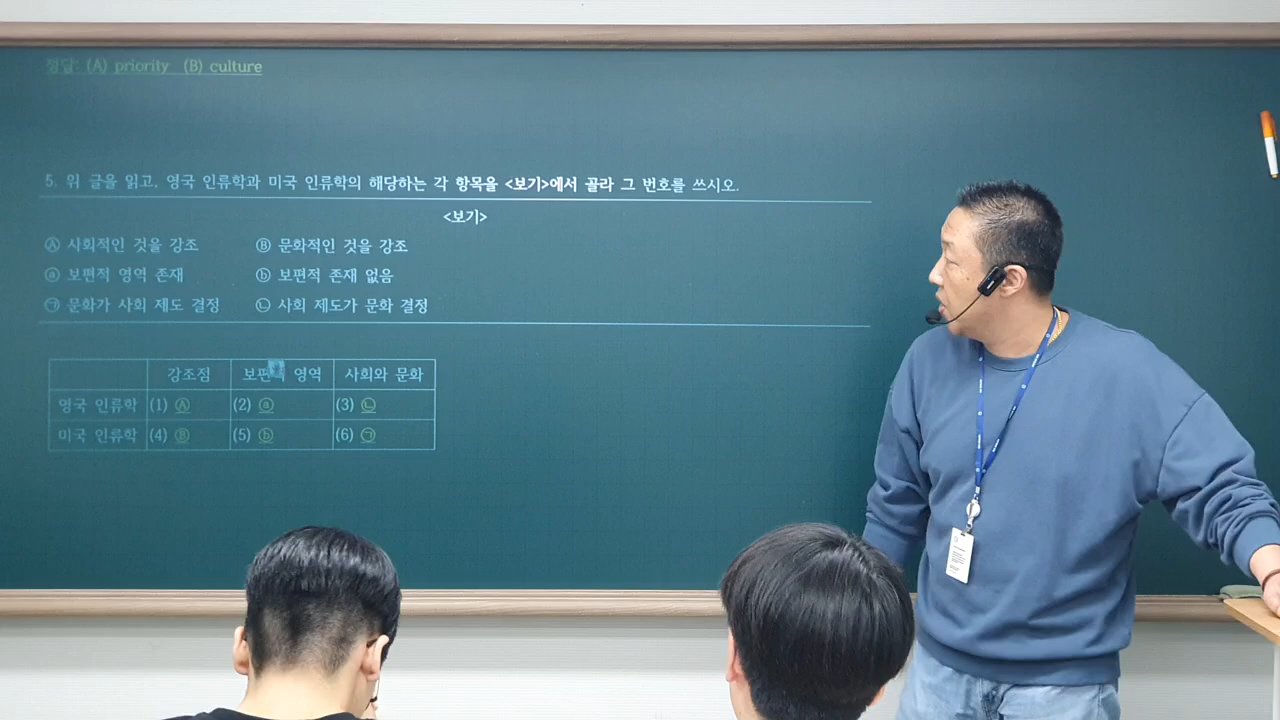 정답: (A) priority (B) culture
5. 위 글을 읽고, 영국 인류학과 미국 인류학의 해당하는 각 항목을 <보기>에서 골라 그 번호를 쓰시오.
<보기>
Ⓐ 사회적인 것을 강조 Ⓑ 문화적인 것을 강조
ⓐ 보편적 영역 존재 ⓑ 보편적 존재 없음
㉠ 문화가 사회 제도 결정 ㉡ 사회 제도가 문화 결정
강조점 보편적 영역 사회와 문화
영국 인류학 (1) Ⓐ (2) ⓐ (3) ㉡
미국 인류학 (4) Ⓑ (5) ⓑ (6) ㉠